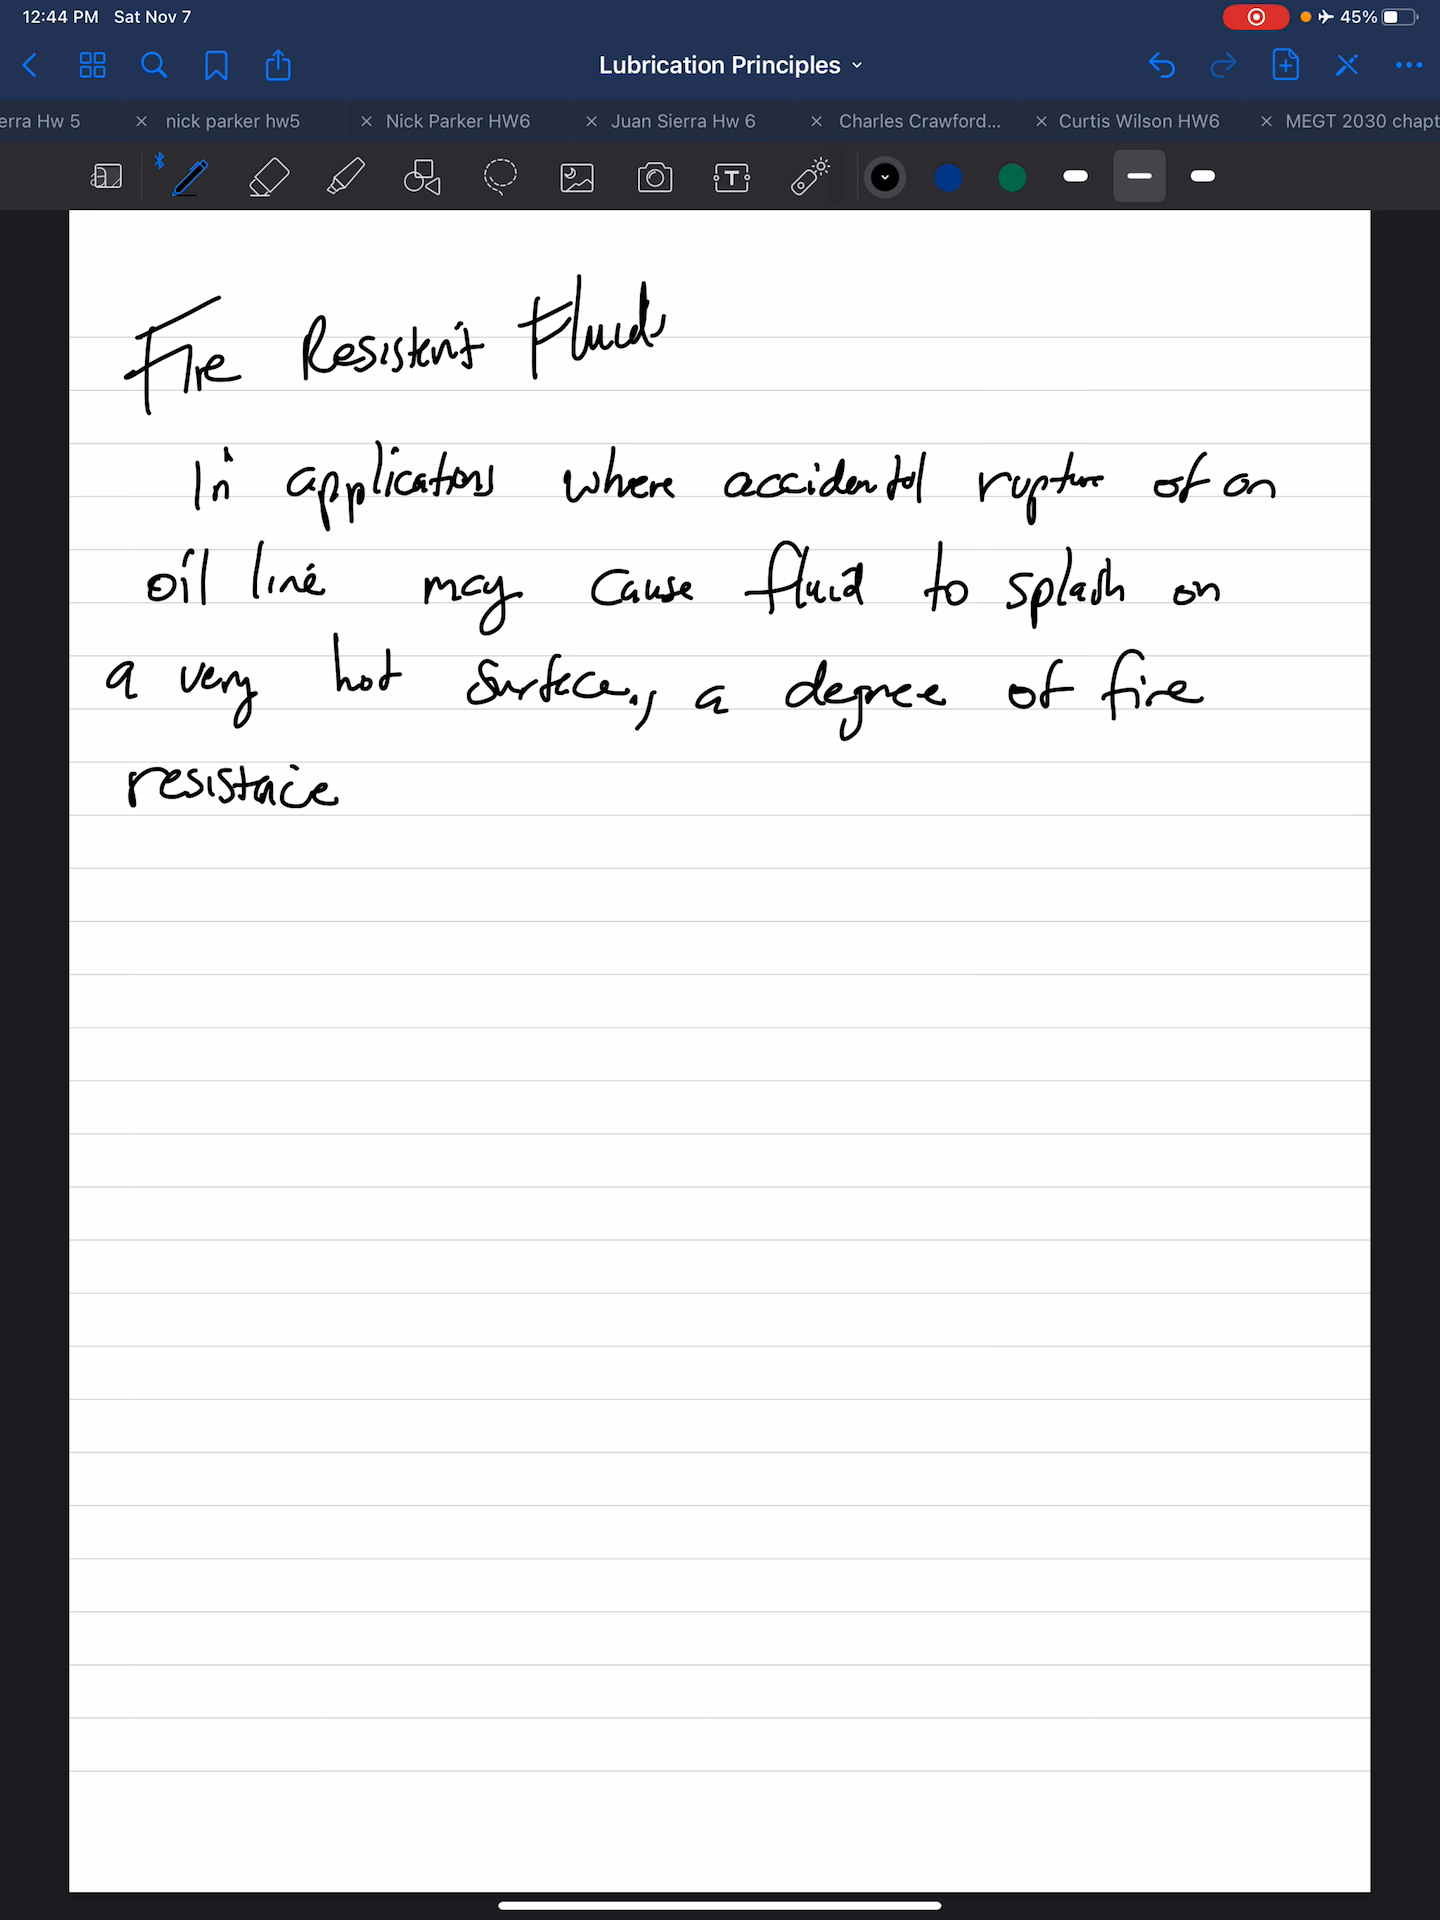 12:44 PM Sat Nov 7
45%
Lubrication Principles
erra Hw 5
nick parker hw5
Nick Parker HW6
Juan Sierra Hw 6
Charles Crawford...
Curtis Wilson HW6
MEGT 2030 chapt
T
Fire Resistent Fluids
In applications where accidental rupture of an
oil line may cause fluid to splash on
a very hot surface, a degree of fire
resistance